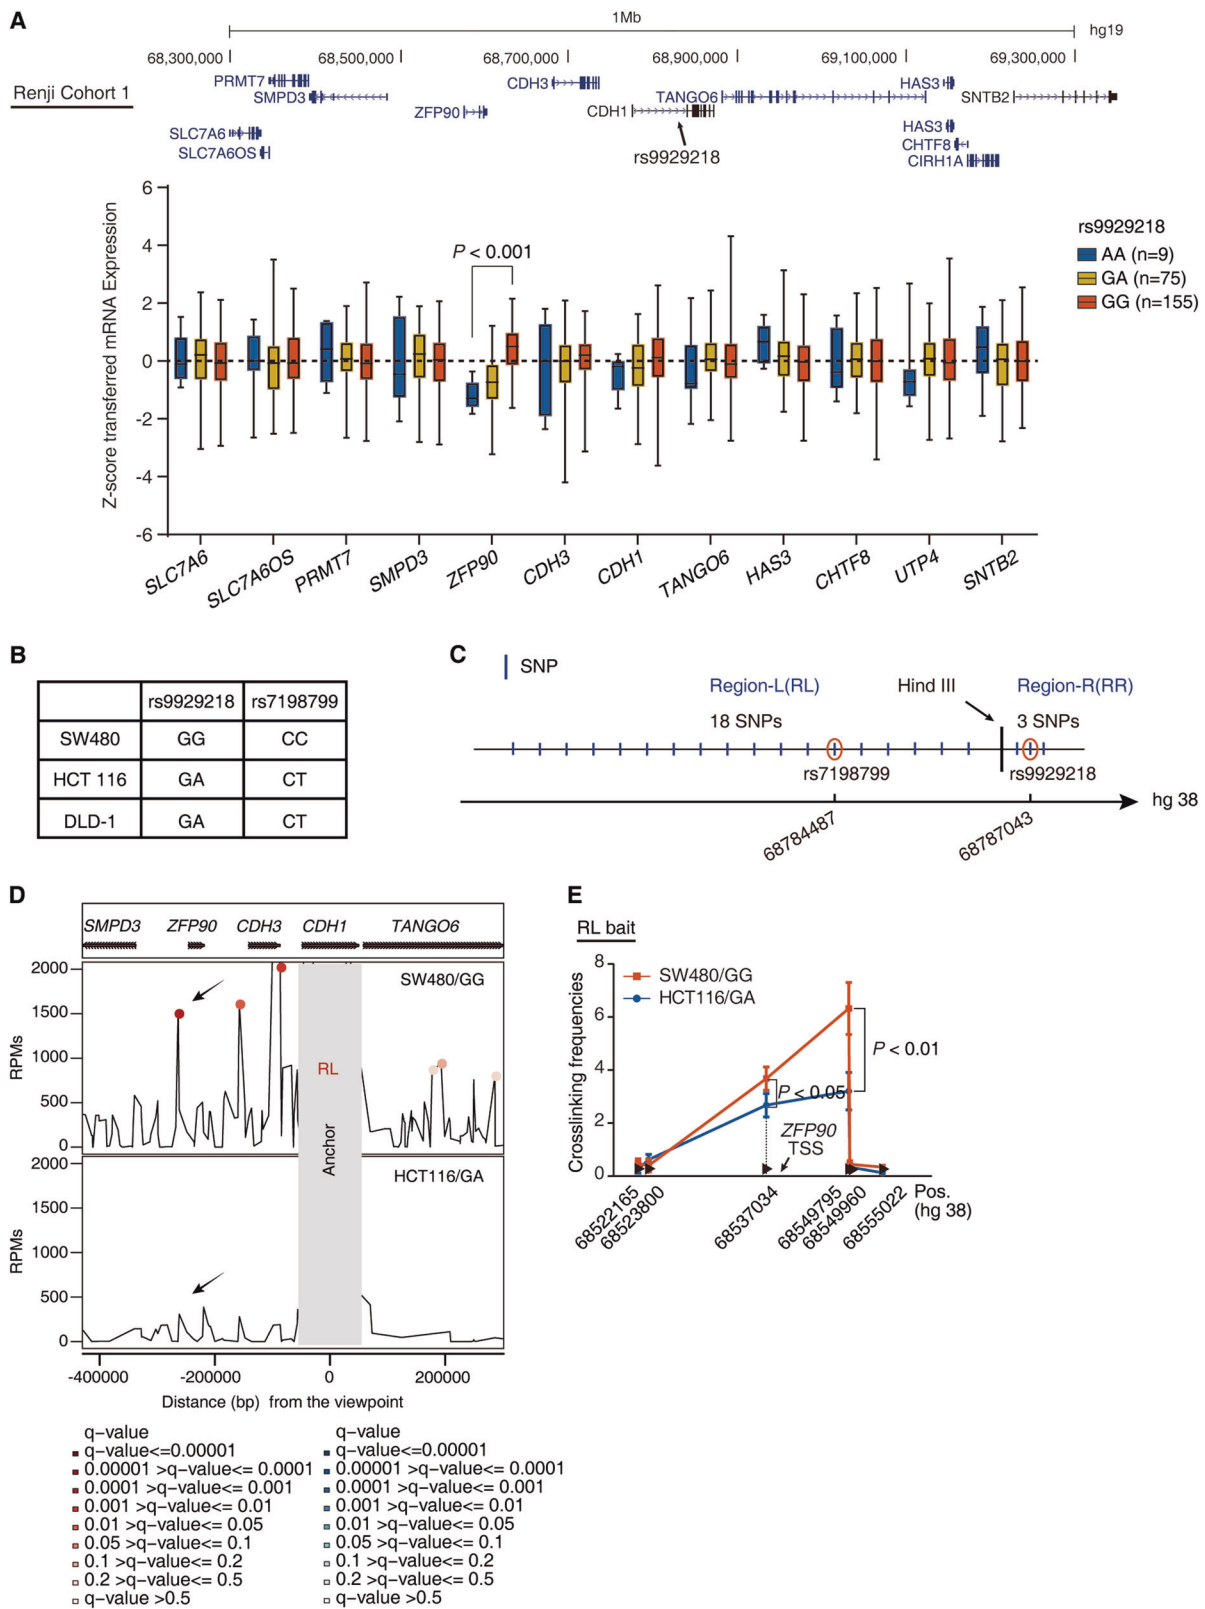 A
1Mb
hg19
68,300,000
68,500,000
68,700,000
68,900,000
69,100,000
69,300,000
Renji Cohort 1
PRMT7
CDH3
HAS3
SMPD3
TANGO6
SNTB2
ZFP90
CDH1
SLC7A6
HAS3
SLC7A6OS
CHTF8
rs9929218
CIRH1A
Z-score transferred mRNA Expression
6
4
2
0
-2
-4
-6
P < 0.001
rs9929218
AA (n=9)
GA (n=75)
GG (n=155)
SLC7A6
SLC7A6OS
PRMT7
SMPD3
ZFP90
CDH3
CDH1
TANGO6
HAS3
CHTF8
UTP4
SNTB2
B
rs9929218 rs7198799
SW480 GG CC
HCT 116 GA CT
DLD-1 GA CT
C
SNP
Region-L(RL)
Hind III
Region-R(RR)
18 SNPs
3 SNPs
rs7198799
rs9929218
hg 38
68784487
68787043
D
SMPD3 ZFP90 CDH3 CDH1 TANGO6
RPMs
2000
1500
1000
500
0
SW480/GG
RL
Anchor
RPMs
2000
1500
1000
500
0
HCT116/GA
-400000 -200000 0 200000
Distance (bp) from the viewpoint
q-value
q-value<=0.00001
0.00001 >q-value<= 0.0001
0.0001 >q-value<= 0.001
0.001 >q-value<= 0.01
0.01 >q-value<= 0.05
0.05 >q-value<= 0.1
0.1 >q-value<= 0.2
0.2 >q-value<= 0.5
q-value >0.5
q-value
q-value<=0.00001
0.00001 >q-value<= 0.0001
0.0001 >q-value<= 0.001
0.001 >q-value<= 0.01
0.01 >q-value<= 0.05
0.05 >q-value<= 0.1
0.1 >q-value<= 0.2
0.2 >q-value<= 0.5
q-value >0.5
E
RL bait
Crosslinking frequencies
8
6
4
2
0
SW480/GG
HCT116/GA
P < 0.01
P < 0.05
ZFP90
TSS
68522165
68523800
68537034
68549795
68549960
68555022
Pos.
(hg 38)